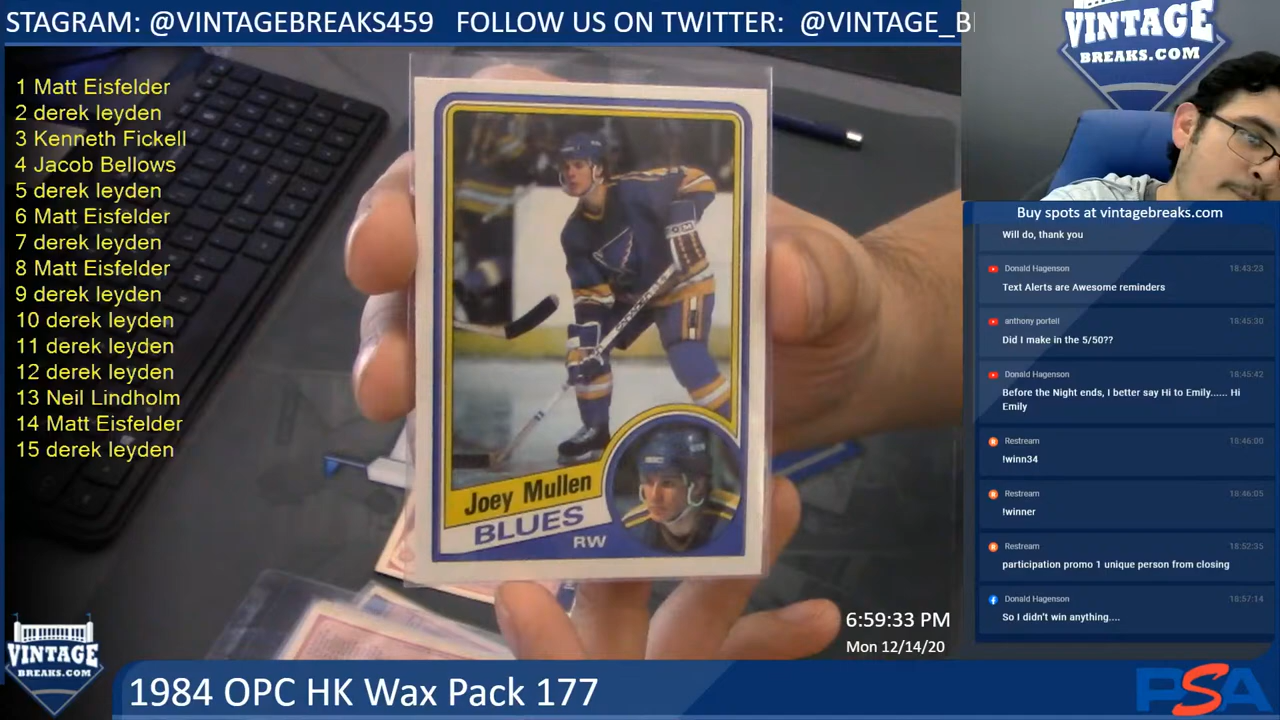 STAGRAM: @VINTAGEBREAKS459 FOLLOW US ON TWITTER: @VINTAGE_B
VINTAGE
BREAKS.COM
1 Matt Eisfelder
2 derek leyden
3 Kenneth Fickell
4 Jacob Bellows
5 derek leyden
6 Matt Eisfelder
7 derek leyden
8 Matt Eisfelder
9 derek leyden
10 derek leyden
11 derek leyden
12 derek leyden
13 Neil Lindholm
14 Matt Eisfelder
15 derek leyden
Joey Mullen
BLUES
RW
Buy spots at vintagebreaks.com
Will do, thank you
Donald Hagenson 18:43:23
Text Alerts are Awesome reminders
anthony portell 18:45:30
Did I make in the 5/50??
Donald Hagenson 18:45:42
Before the Night ends, I better say Hi to Emily...... Hi
Emily
Restream 18:46:00
!winn34
Restream 18:46:05
!winner
Restream 18:52:35
participation promo 1 unique person from closing
Donald Hagenson 18:57:14
So I didn't win anything....
6:59:33 PM
Mon 12/14/20
VINTAGE
BREAKS.COM
1984 OPC HK Wax Pack 177
PSA